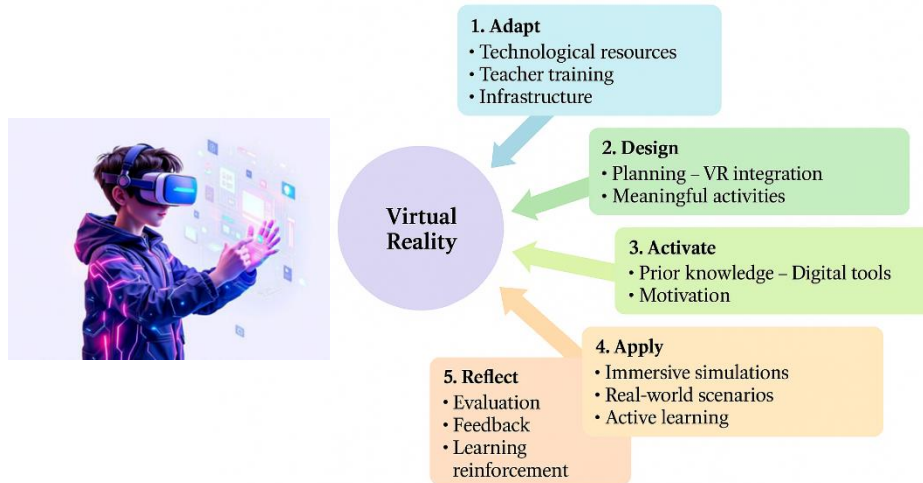 1. Adapt
• Technological resources
• Teacher training
• Infrastructure
Virtual
Reality
2. Design
• Planning – VR integration
• Meaningful activities
3. Activate
• Prior knowledge – Digital tools
• Motivation
4. Apply
• Immersive simulations
• Real-world scenarios
• Active learning
5. Reflect
• Evaluation
• Feedback
• Learning
reinforcement